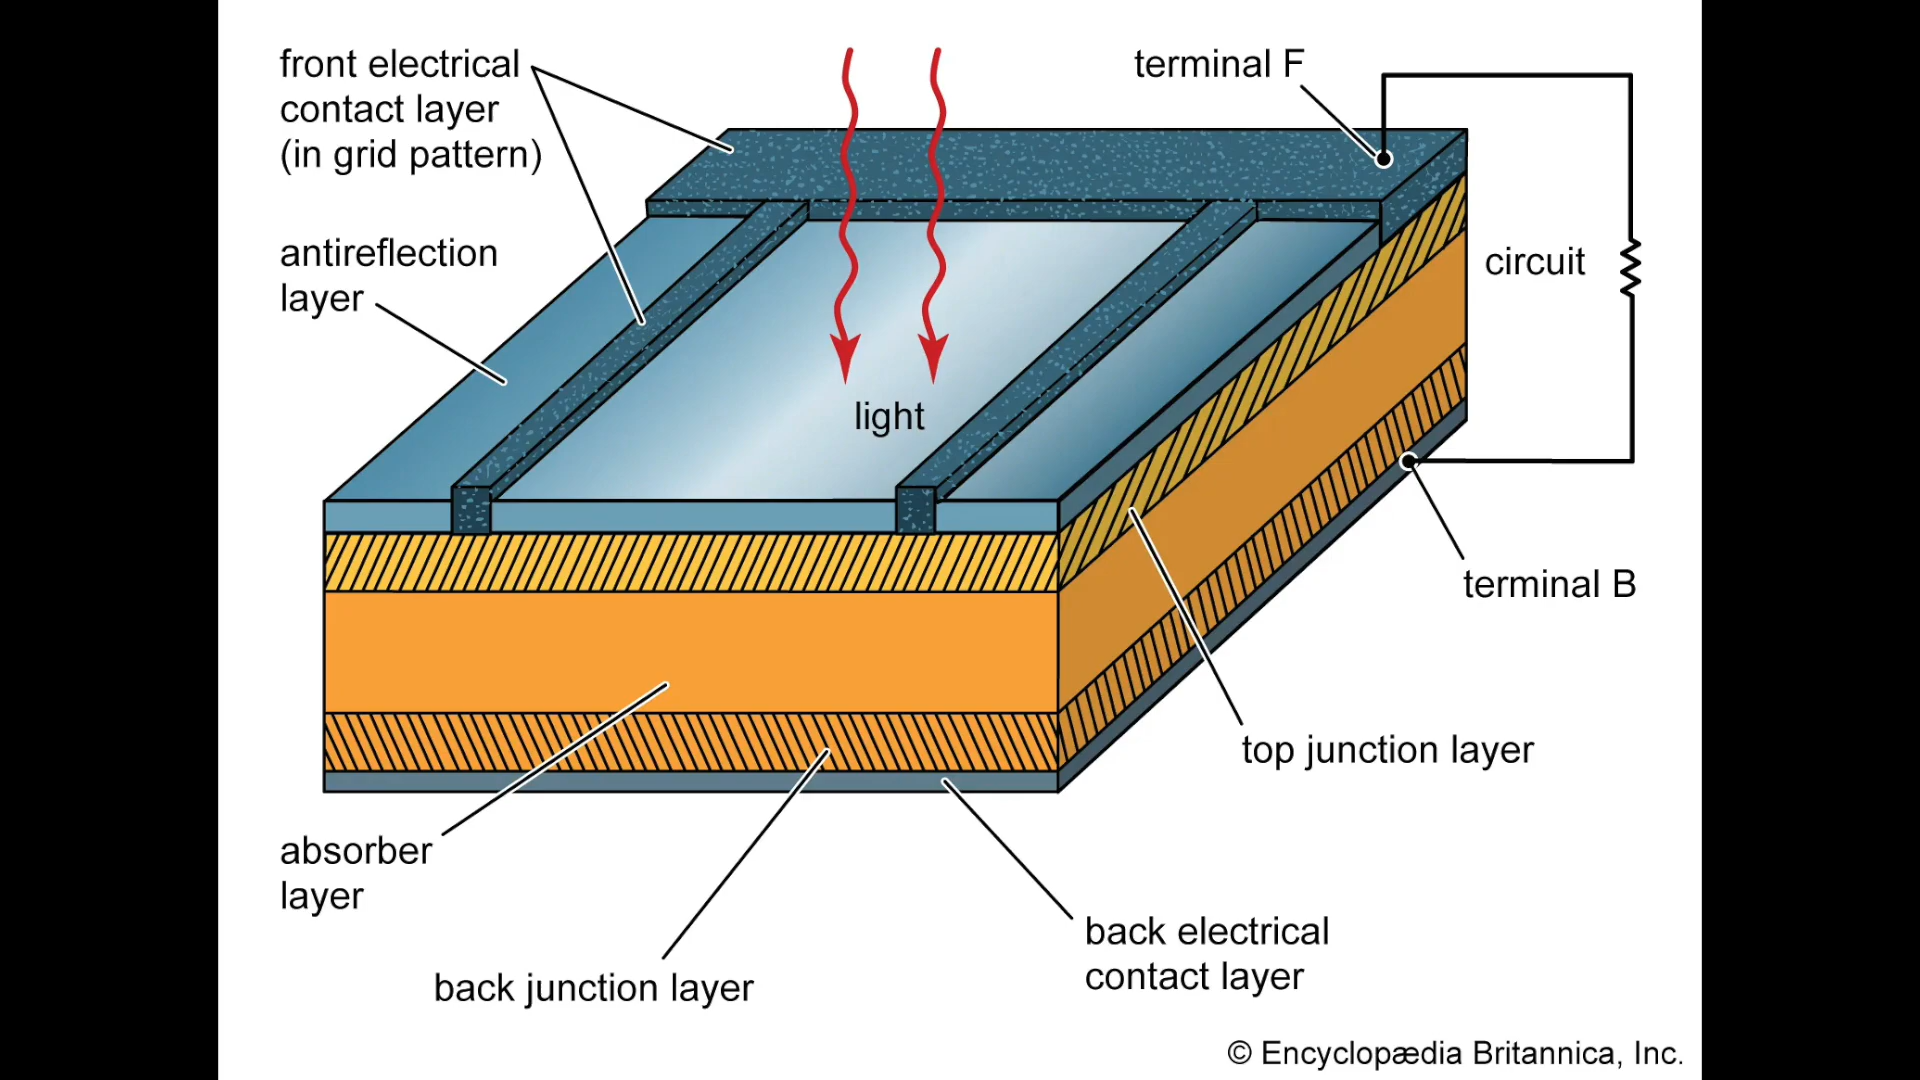 front electrical
contact layer
(in grid pattern)
terminal F
antireflection
layer
circuit
light
terminal B
top junction layer
absorber
layer
back electrical
contact layer
back junction layer
© Encyclopædia Britannica, Inc.